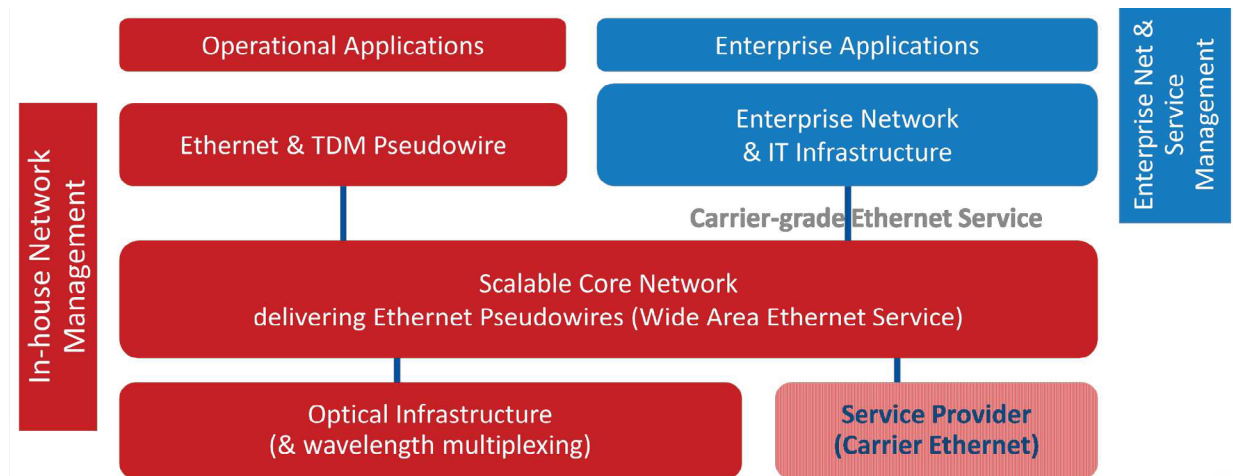 Operational Applications
Enterprise Applications
Enterprise Net &
Service
Management
In-house Network
Management
Ethernet & TDM Pseudowire
Enterprise Network
& IT Infrastructure
Carrier-grade Ethernet Service
Scalable Core Network
delivering Ethernet Pseudowires (Wide Area Ethernet Service)
Optical Infrastructure
(& wavelength multiplexing)
Service Provider
(Carrier Ethernet)